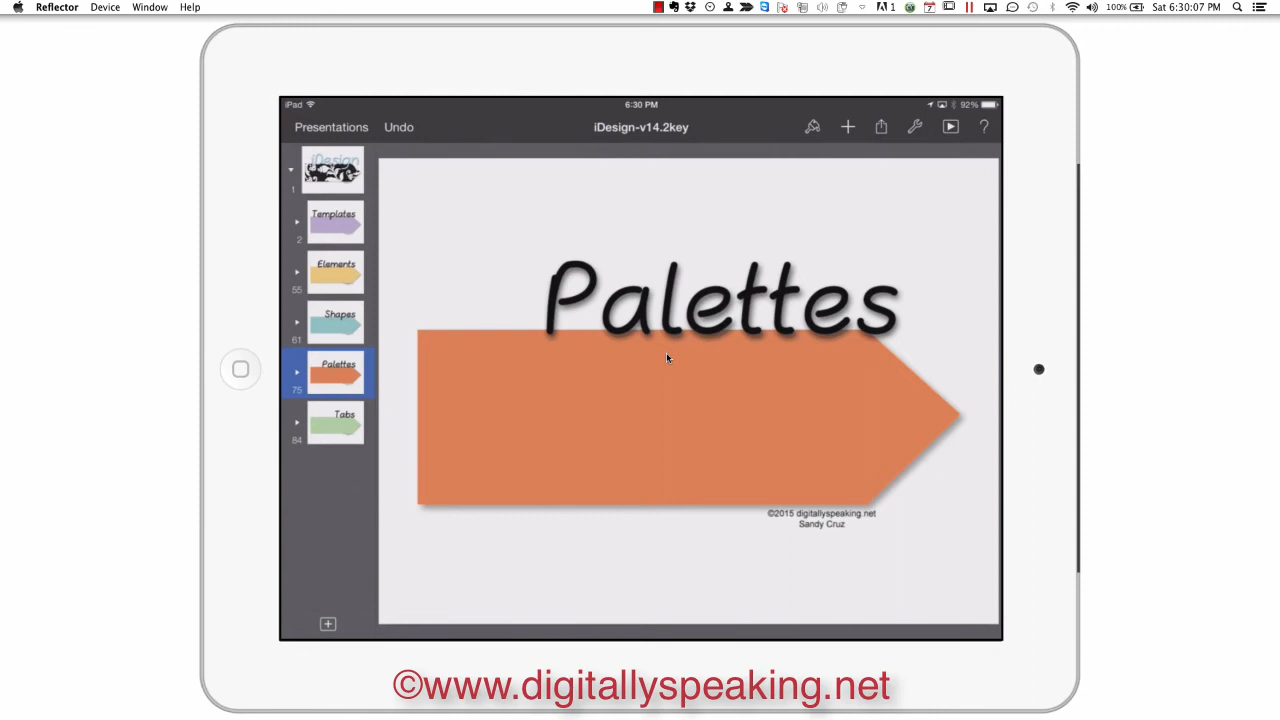 Reflector Device Window Help
1 7 100% Sat 6:30:07 PM
iPad 6:30 PM 92%
Presentations Undo iDesign-v14.2key ?
iDesign
1
Templates
2
Elements
55
Shapes
61
Palettes
75
Tabs
84
Palettes
©2015 digitallyspeaking.net
Sandy Cruz
©www.digitallyspeaking.net